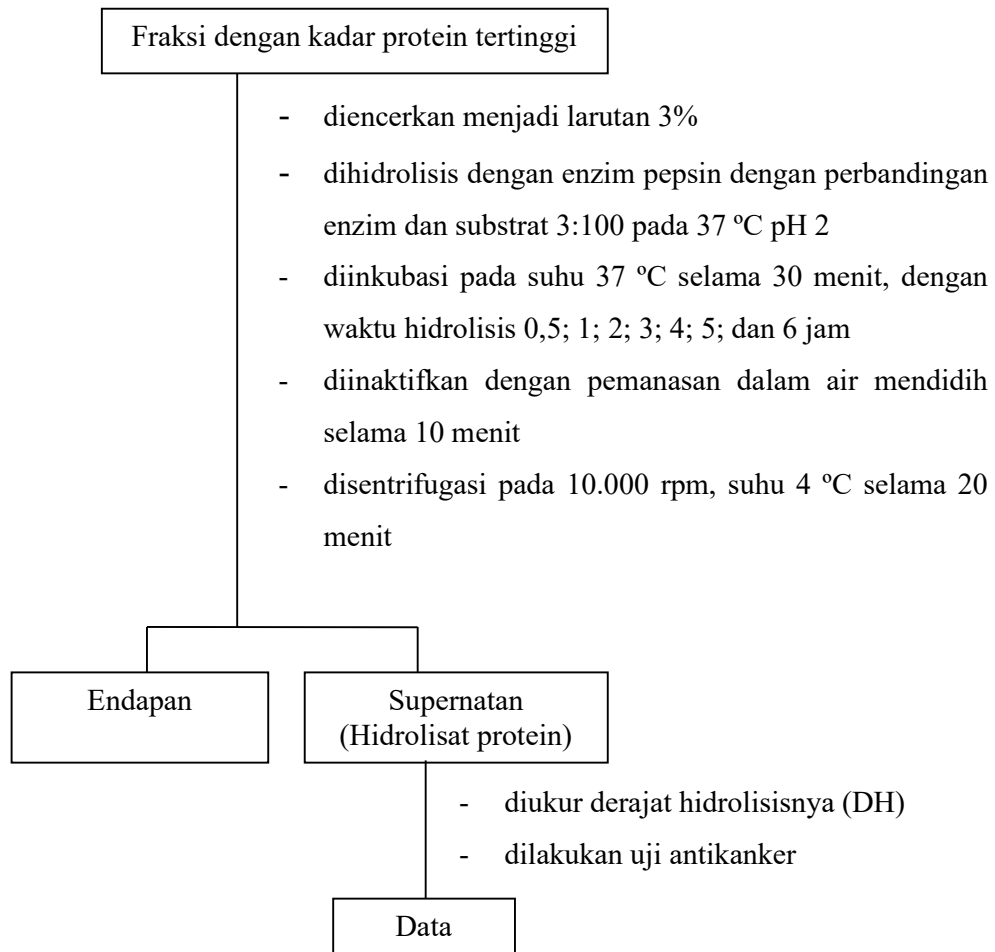 Fraksi dengan kadar protein tertinggi
- diencerkan menjadi larutan 3%
- dihidrolisis dengan enzim pepsin dengan perbandingan
enzim dan substrat 3:100 pada 37 ºC pH 2
- diinkubasi pada suhu 37 ºC selama 30 menit, dengan
waktu hidrolisis 0,5; 1; 2; 3; 4; 5; dan 6 jam
- diinaktifkan dengan pemanasan dalam air mendidih
selama 10 menit
- disentrifugasi pada 10.000 rpm, suhu 4 ºC selama 20
menit
Endapan
Supernatan
(Hidrolisat protein)
- diukur derajat hidrolisisnya (DH)
- dilakukan uji antikanker
Data